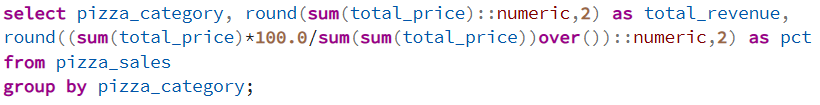 select pizza_category, round(sum(total_price)::numeric,2) as total_revenue,
round((sum(total_price)*100.0/sum(sum(total_price))over())::numeric,2) as pct
from pizza_sales
group by pizza_category;